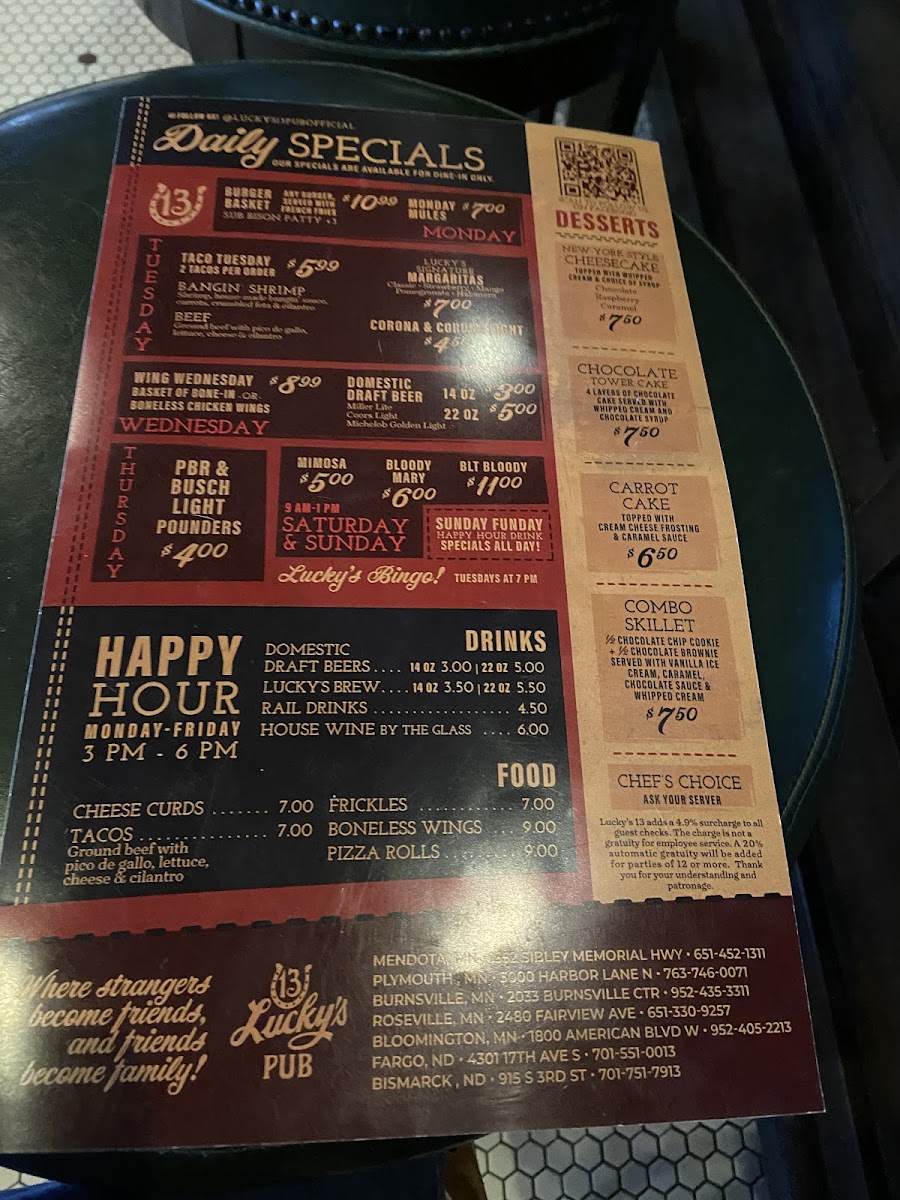 FOLLOW US! @LUCKYS13PUBOFFICIAL
Daily SPECIALS
OUR SPECIALS ARE AVAILABLE FOR DINE-IN ONLY.
13
BURGER
BASKET
ANY BURGER,
SERVED WITH
FRENCH FRIES
$10.99
SUB BISON PATTY +3
MONDAY
MULES
$7.00
MONDAY
TUESDAY
TACO TUESDAY
2 TACOS PER ORDER
$5.99
BANGIN' SHRIMP
Shrimp, house-made bangin' sauce,
carrots, crumbled feta & cilantro
BEEF
Ground beef with pico de gallo,
lettuce, cheese & cilantro
LUCKY'S
SIGNATURE
MARGARITAS
Classic - Strawberry - Mango
Pomegranate - Habanero
$7.00
CORONA &
$4
WING WEDNESDAY
$8.99
BASKET OF BONE-IN -OR-
BONELESS CHICKEN WINGS
WEDNESDAY
DOMESTIC
DRAFT BEER
Miller Lite
Coors Light
Michelob Golden Light
14 OZ $3.00
22 OZ $5.00
THURSDAY
PBR &
BUSCH
LIGHT
POUNDERS
$4.00
MIMOSA
$5.00
BLOODY
MARY
$6.00
BLT BLOODY
$11.00
9 AM-1 PM
SATURDAY
& SUNDAY
SUNDAY FUNDAY
HAPPY HOUR DRINK
SPECIALS ALL DAY!
Lucky's Bingo! TUESDAYS AT 7 PM
HAPPY
HOUR
MONDAY-FRIDAY
3 PM - 6 PM
DRINKS
DOMESTIC
DRAFT BEERS.... 14 OZ 3.00 | 22 OZ 5.00
LUCKY'S BREW.... 14 OZ 3.50 | 22 OZ 5.50
RAIL DRINKS ................ 4.50
HOUSE WINE BY THE GLASS .... 6.00
FOOD
CHEESE CURDS ....... 7.00
TACOS ............... 7.00
Ground beef with
pico de gallo, lettuce,
cheese & cilantro
FRICKLES ............ 7.00
BONELESS WINGS ... 9.00
PIZZA ROLLS ......... 9.00
DESSERTS
NEW YORK STYLE
CHEESECAKE
TOPPED WITH WHIPPED
CREAM & CHOICE OF SYRUP
Chocolate
Raspberry
Caramel
$7.50
CHOCOLATE
TOWER CAKE
4 LAYERS OF CHOCOLATE
CAKE SERVED WITH
WHIPPED CREAM AND
CHOCOLATE SYRUP
$7.50
CARROT
CAKE
TOPPED WITH
CREAM CHEESE FROSTING
& CARAMEL SAUCE
$6.50
COMBO
SKILLET
½ CHOCOLATE CHIP COOKIE
+ ½ CHOCOLATE BROWNIE
SERVED WITH VANILLA ICE
CREAM, CARAMEL,
CHOCOLATE SAUCE &
WHIPPED CREAM
$7.50
CHEF'S CHOICE
ASK YOUR SERVER
Lucky's 13 adds a 4.9% surcharge to all
guest checks. The charge is not a
gratuity for employee service. A 20%
automatic gratuity will be added
for parties of 12 or more. Thank
you for your understanding and
patronage.
Where strangers
become friends,
and friends
become family!
13
Lucky's
PUB
MENDOTA, SIBLEY MEMORIAL HWY • 651-452-1311
PLYMOUTH, MN • 3000 HARBOR LANE N • 763-746-0071
BURNSVILLE, MN • 2033 BURNSVILLE CTR • 952-435-3311
ROSEVILLE, MN • 2480 FAIRVIEW AVE • 651-330-9257
BLOOMINGTON, MN • 1800 AMERICAN BLVD W • 952-405-2213
FARGO, ND • 4301 17TH AVE S • 701-551-0013
BISMARCK, ND • 915 S 3RD ST • 701-751-7913